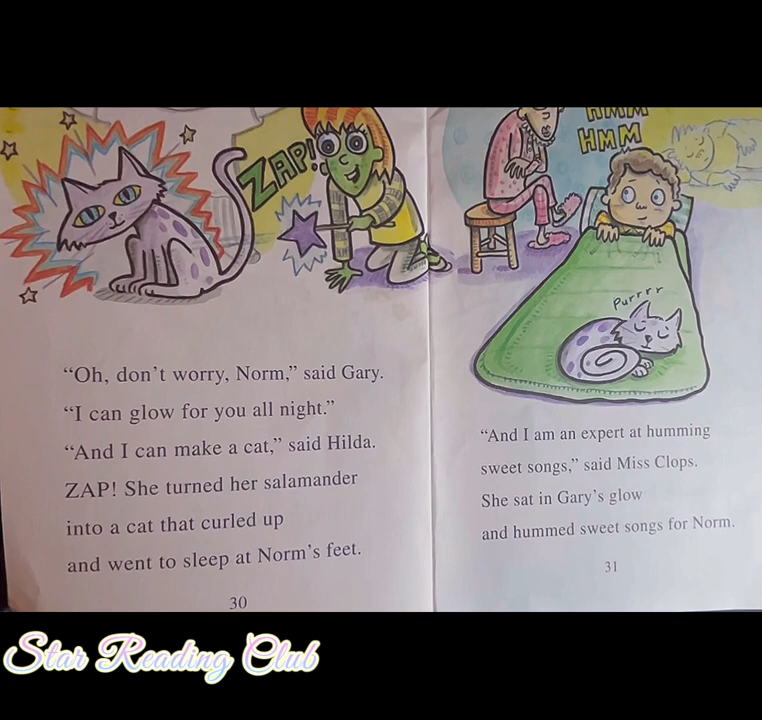 ZAP!
"Oh, don't worry, Norm," said Gary.
"I can glow for you all night."
"And I can make a cat," said Hilda.
ZAP! She turned her salamander
into a cat that curled up
and went to sleep at Norm's feet.
30
HMM
HMM
Purrrr
"And I am an expert at humming
sweet songs," said Miss Clops.
She sat in Gary's glow
and hummed sweet songs for Norm.
31
Star Reading Club